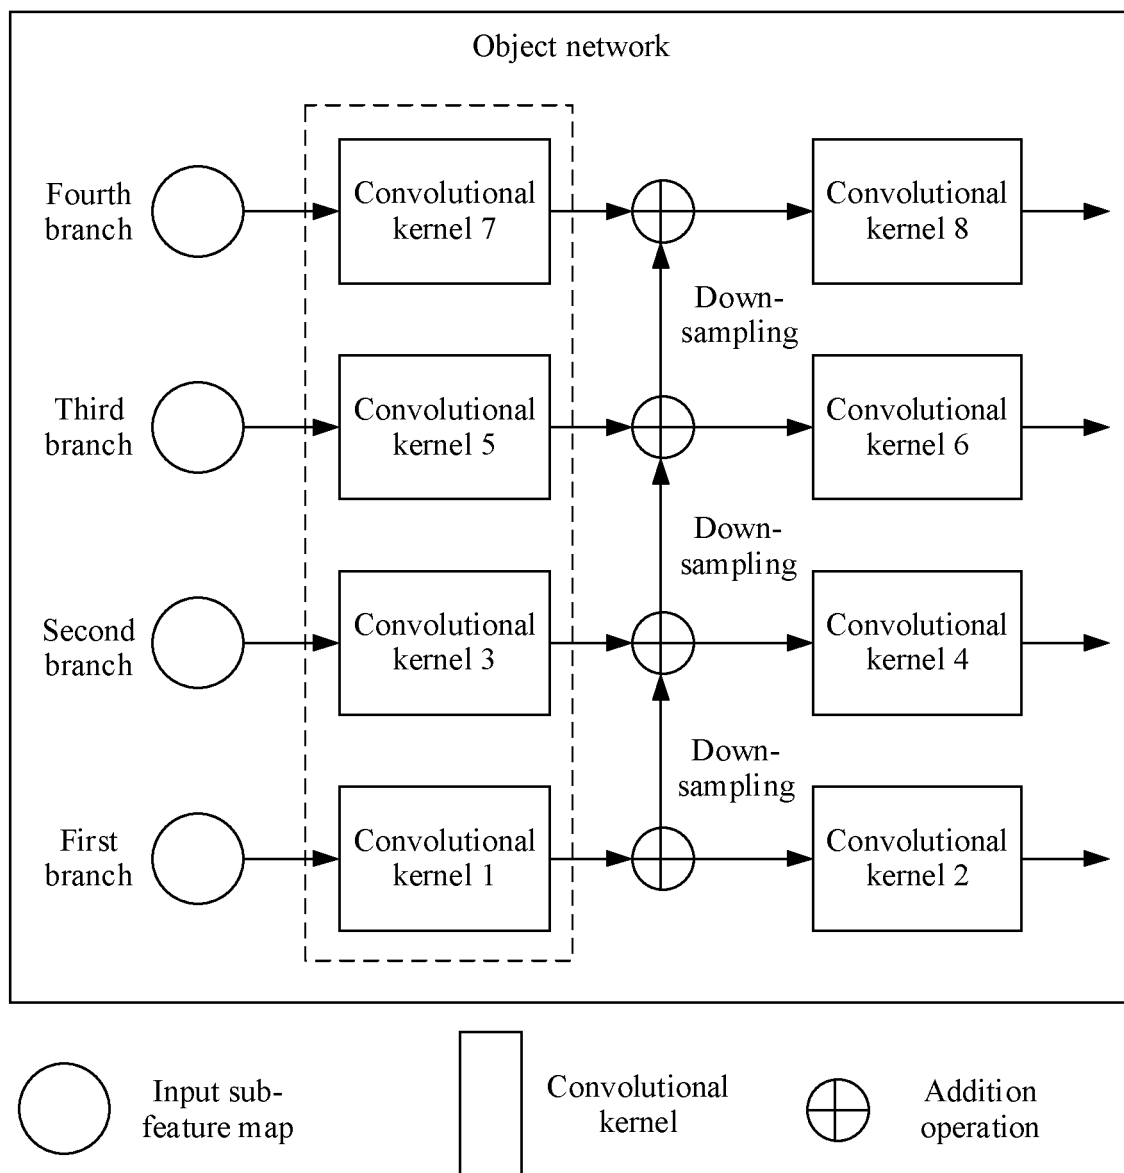 Object network
Fourth
branch
Convolutional
kernel 7
Convolutional
kernel 8
Down-
sampling
Third
branch
Convolutional
kernel 5
Convolutional
kernel 6
Down-
sampling
Second
branch
Convolutional
kernel 3
Convolutional
kernel 4
Down-
sampling
First
branch
Convolutional
kernel 1
Convolutional
kernel 2
Input sub-
feature map
Convolutional
kernel
Addition
operation